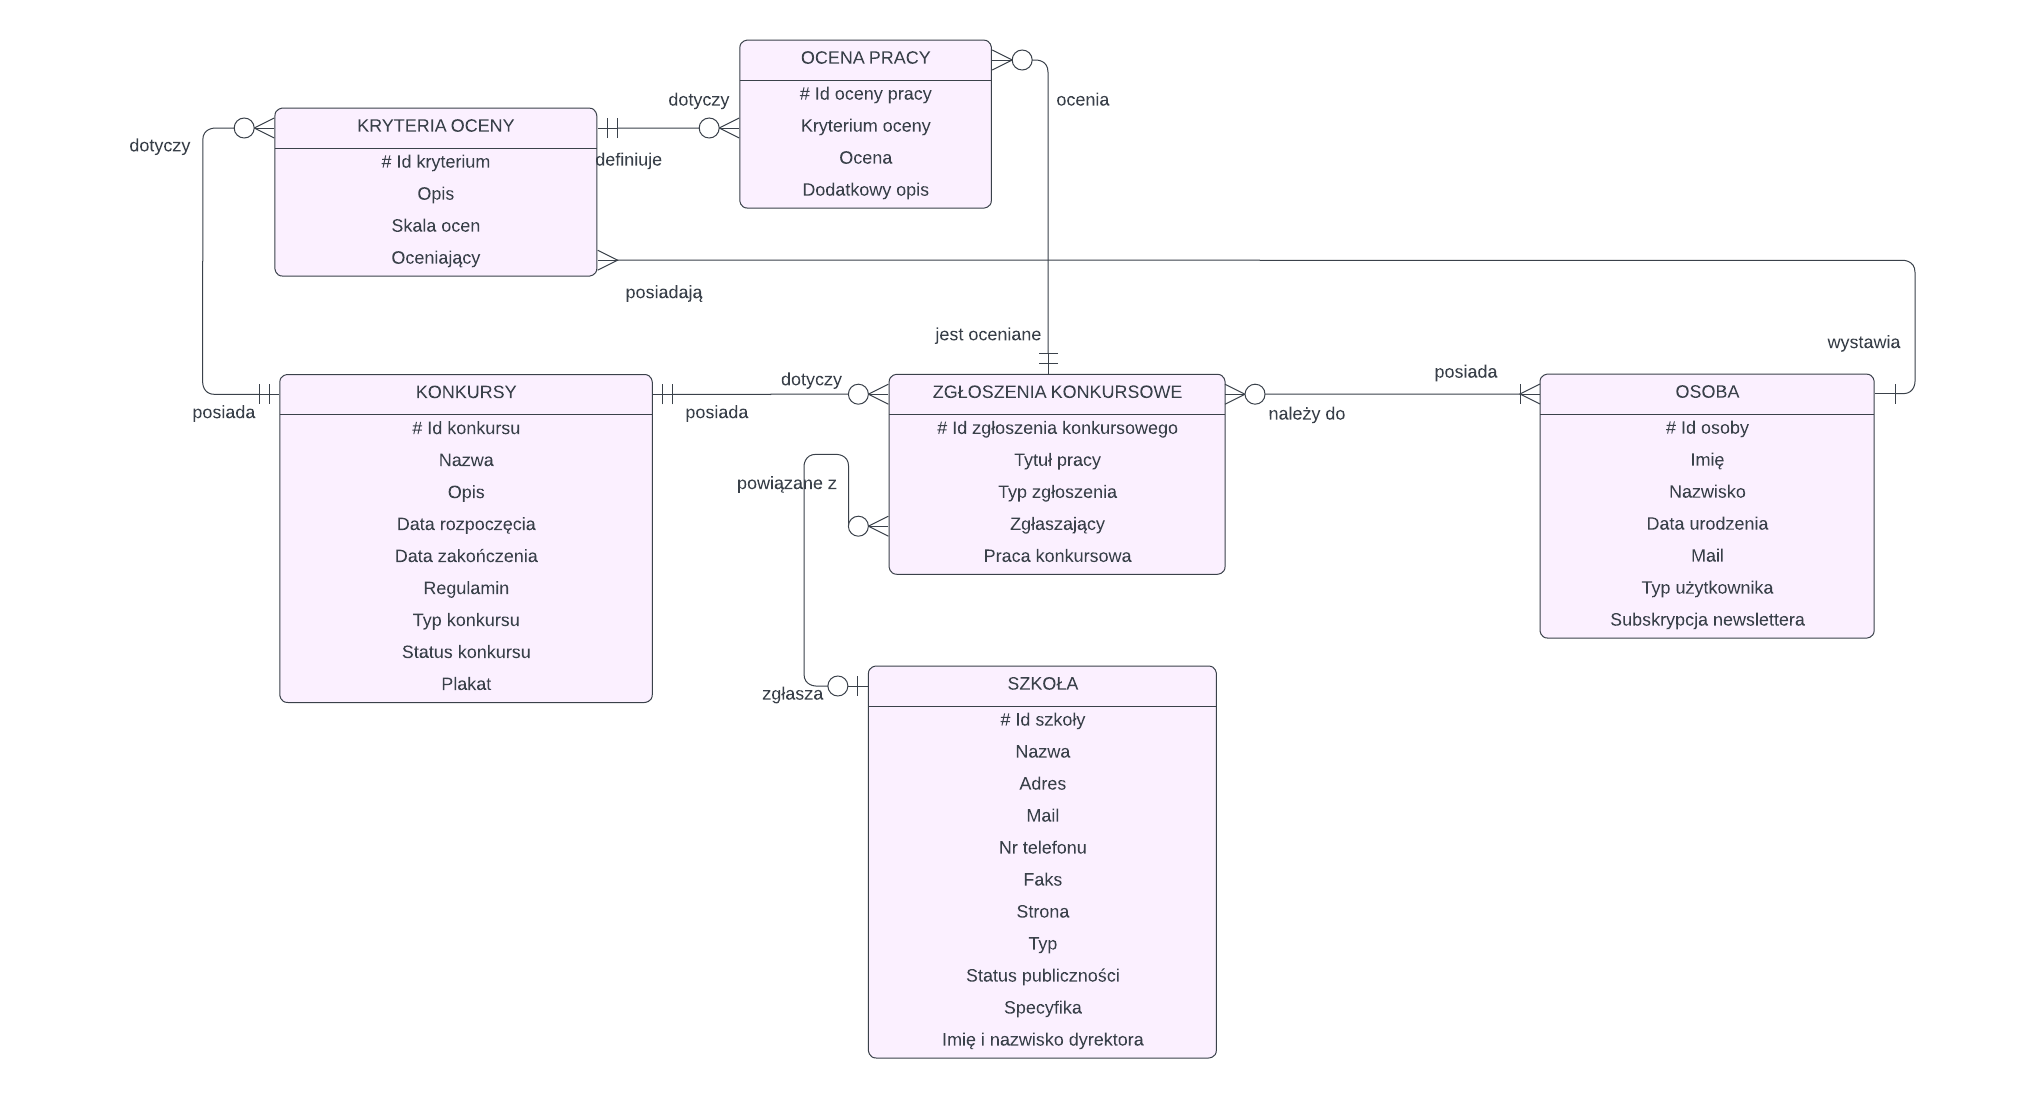 OCENA PRACY
# Id oceny pracy
Kryterium oceny
Ocena
Dodatkowy opis
dotyczy
ocenia
KRYTERIA OCENY
# Id kryterium
Opis
Skala ocen
Oceniający
dotyczy
definiuje
posiadają
jest oceniane
wystawia
KONKURSY
# Id konkursu
Nazwa
Opis
Data rozpoczęcia
Data zakończenia
Regulamin
Typ konkursu
Status konkursu
Plakat
posiada
posiada
dotyczy
ZGŁOSZENIA KONKURSOWE
# Id zgłoszenia konkursowego
Tytuł pracy
Typ zgłoszenia
Zgłaszający
Praca konkursowa
należy do
posiada
OSOBA
# Id osoby
Imię
Nazwisko
Data urodzenia
Mail
Typ użytkownika
Subskrypcja newslettera
powiązane z
zgłasza
SZKOŁA
# Id szkoły
Nazwa
Adres
Mail
Nr telefonu
Faks
Strona
Typ
Status publiczności
Specyfika
Imię i nazwisko dyrektora